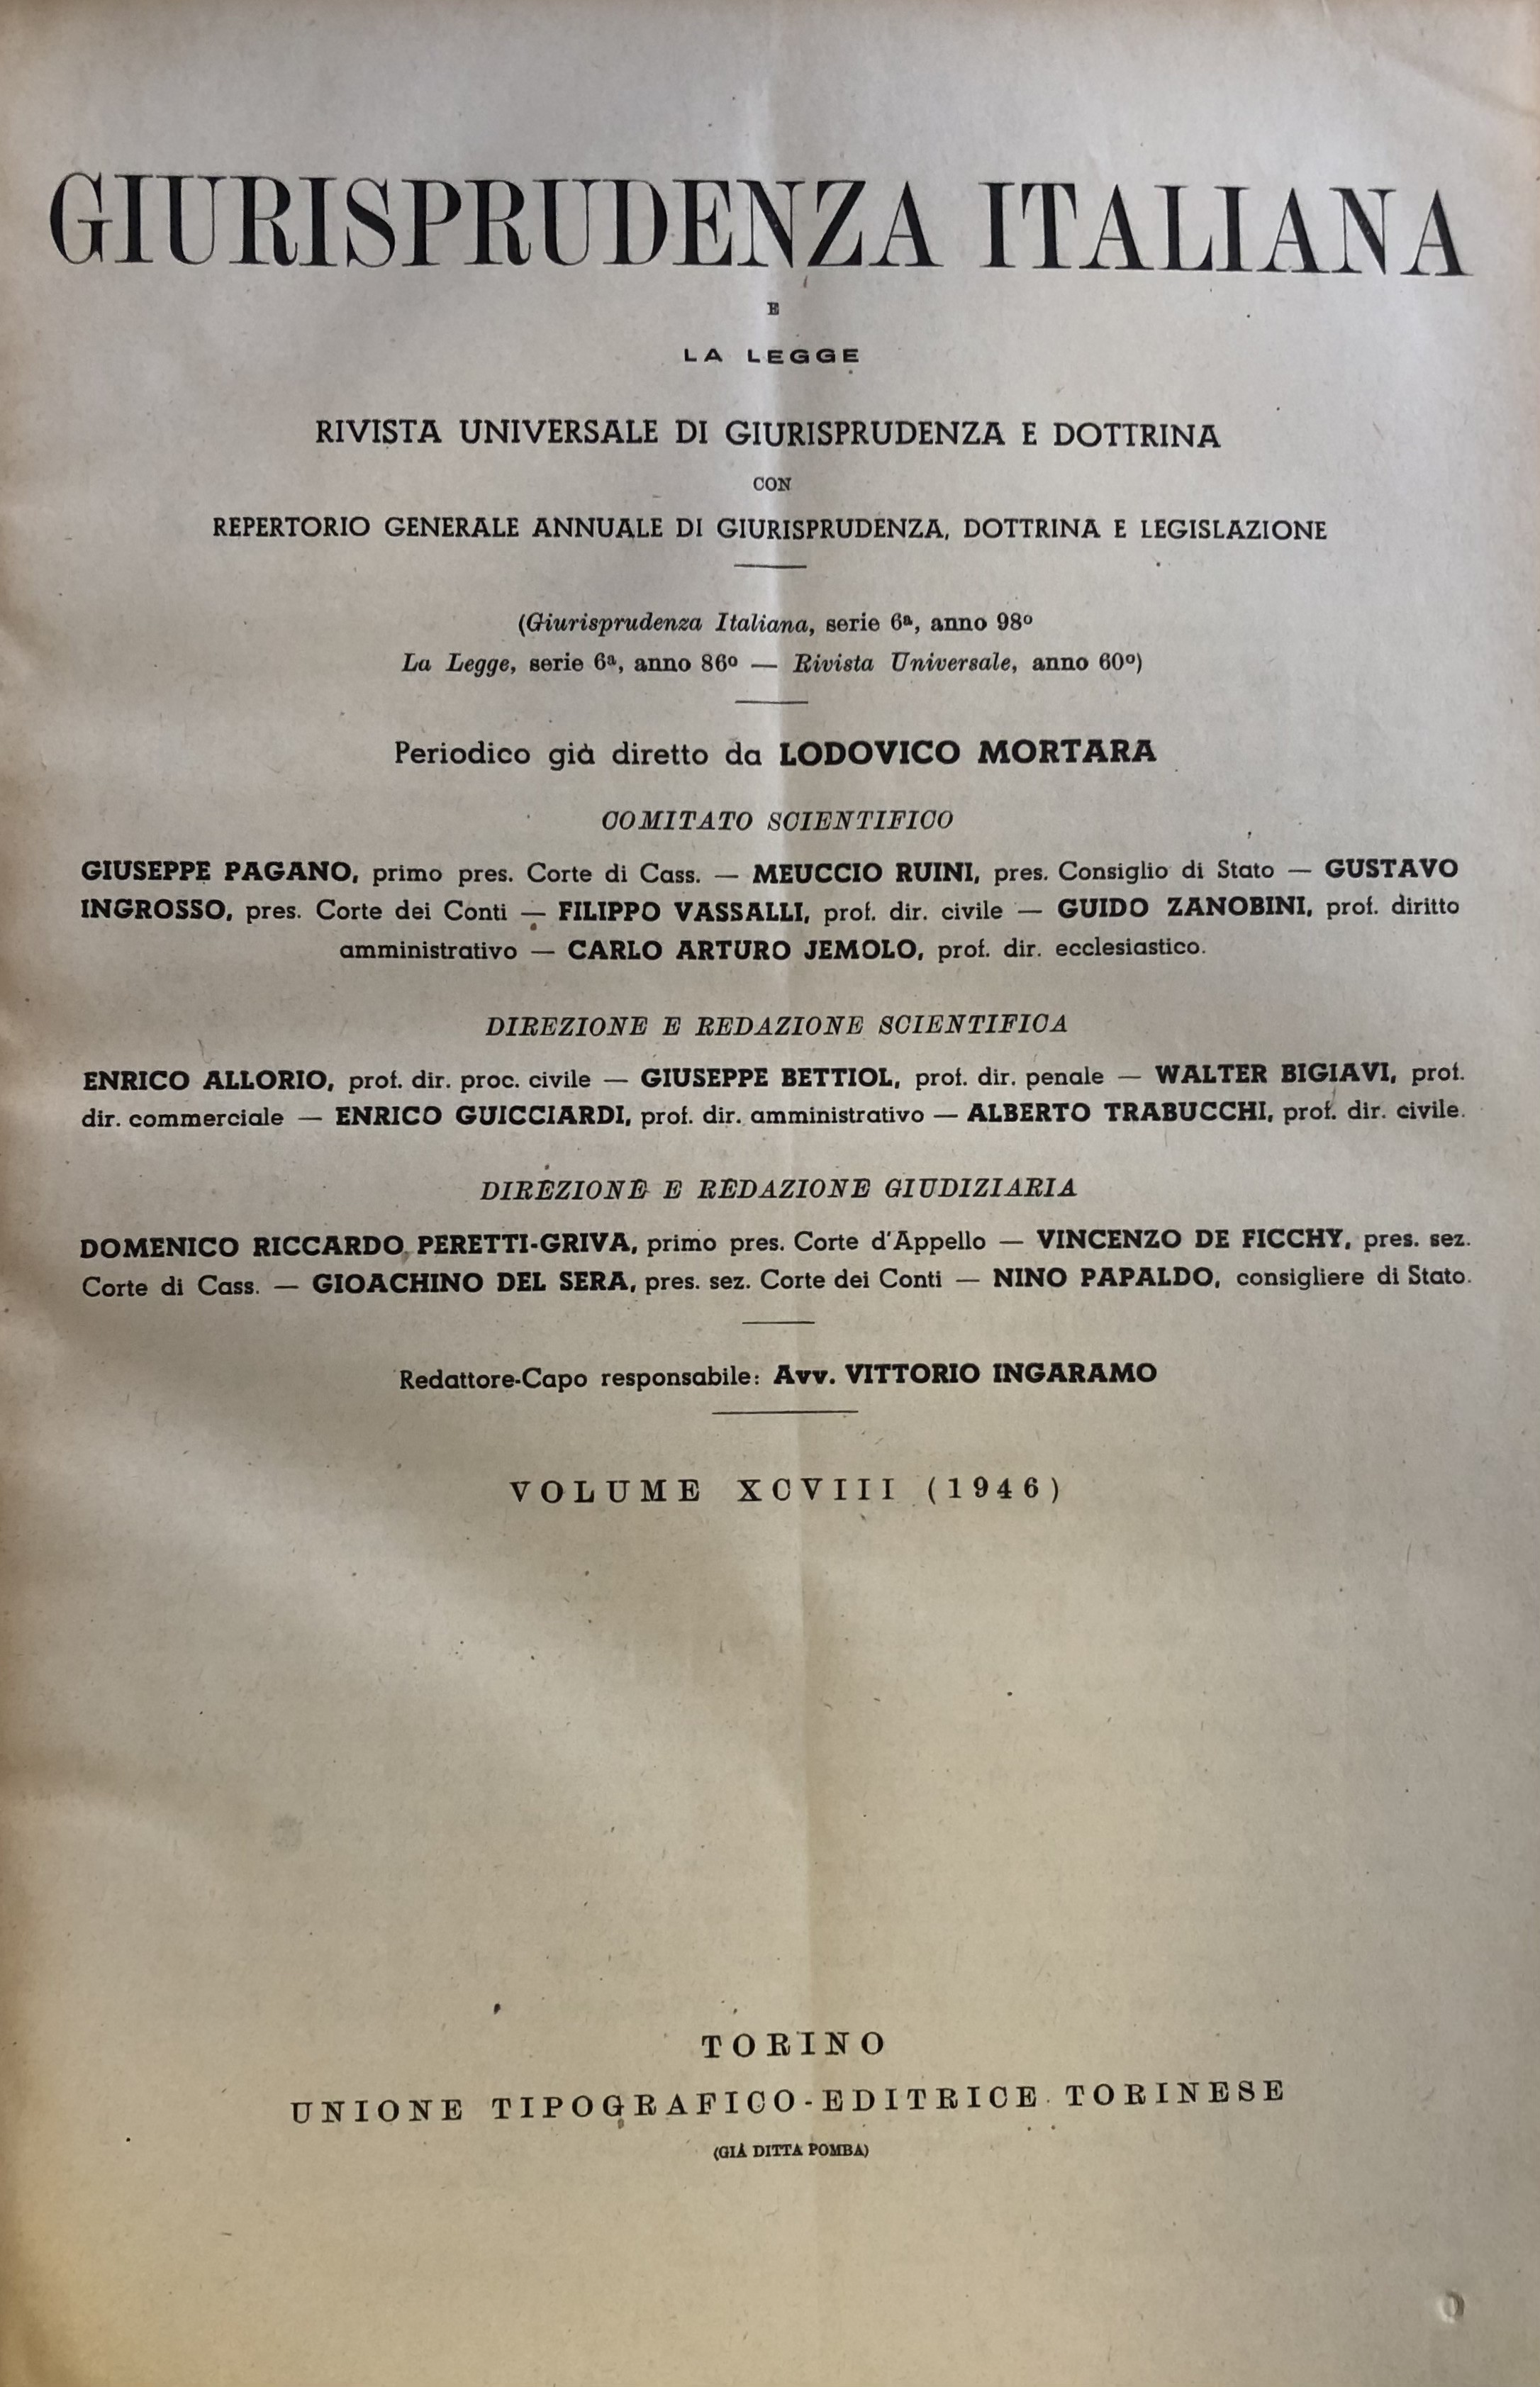 GIURISPRUDENZA ITALIANA
E
LA LEGGE
RIVISTA UNIVERSALE DI GIURISPRUDENZA E DOTTRINA
CON
REPERTORIO GENERALE ANNUALE DI GIURISPRUDENZA, DOTTRINA E LEGISLAZIONE
(Giurisprudenza Italiana, serie 6ª, anno 98º
La Legge, serie 6ª, anno 86º — Rivista Universale, anno 60º)
Periodico già diretto da LODOVICO MORTARA
COMITATO SCIENTIFICO
GIUSEPPE PAGANO, primo pres. Corte di Cass. — MEUCCIO RUINI, pres. Consiglio di Stato — GUSTAVO
INGROSSO, pres. Corte dei Conti — FILIPPO VASSALLI, prof. dir. civile — GUIDO ZANOBINI, prof. diritto
amministrativo — CARLO ARTURO JEMOLO, prof. dir. ecclesiastico.
DIREZIONE E REDAZIONE SCIENTIFICA
ENRICO ALLORIO, prof. dir. proc. civile — GIUSEPPE BETTIOL, prof. dir. penale — WALTER BIGIAVI, prof.
dir. commerciale — ENRICO GUICCIARDI, prof. dir. amministrativo — ALBERTO TRABUCCHI, prof. dir. civile.
DIREZIONE E REDAZIONE GIUDIZIARIA
DOMENICO RICCARDO PERETTI-GRIVA, primo pres. Corte d'Appello — VINCENZO DE FICCHY, pres. sez.
Corte di Cass. — GIOACHINO DEL SERA, pres. sez. Corte dei Conti — NINO PAPALDO, consigliere di Stato.
Redattore-Capo responsabile: Avv. VITTORIO INGARAMO
VOLUME XCVIII (1946)
TORINO
UNIONE TIPOGRAFICO-EDITRICE TORINESE
(GIÀ DITTA POMBA)